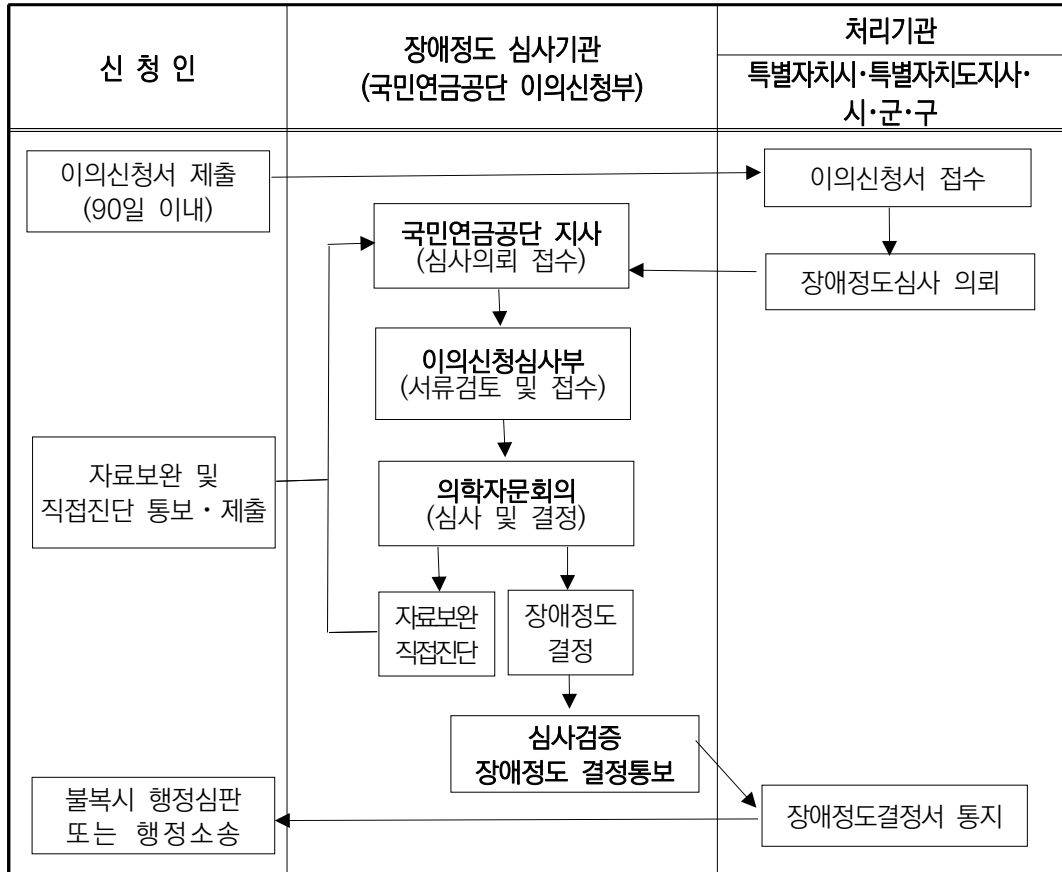 신 청 인
장애정도 심사기관
(국민연금공단 이의신청부)
처리기관
특별자치시·특별자치도지사·
시·군·구
이의신청서 제출
(90일 이내)
이의신청서 접수
국민연금공단 지사
(심사의뢰 접수)
장애정도심사 의뢰
이의신청심사부
(서류검토 및 접수)
자료보완 및
직접진단 통보·제출
의학자문회의
(심사 및 결정)
자료보완
직접진단
장애정도
결정
심사검증
장애정도 결정통보
불복시 행정심판
또는 행정소송
장애정도결정서 통지